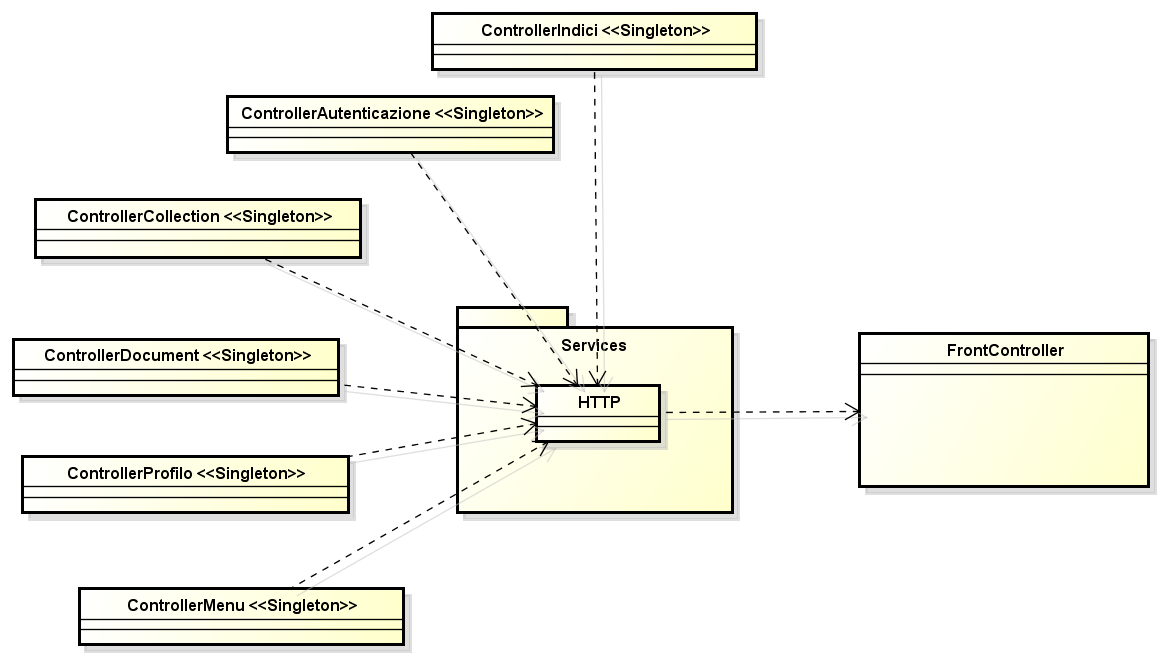 ControllerIndici <<Singleton>>
ControllerAutenticazione <<Singleton>>
ControllerCollection <<Singleton>>
ControllerDocument <<Singleton>>
Services
FrontController
HTTP
ControllerProfilo <<Singleton>>
ControllerMenu <<Singleton>>